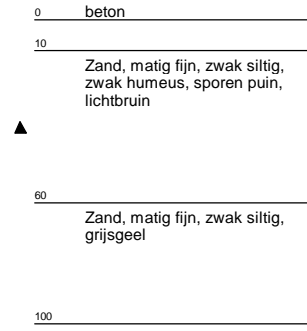 0 beton
10
Zand, matig fijn, zwak siltig,
zwak humeus, sporen puin,
lichtbruin
60
Zand, matig fijn, zwak siltig,
grijsgeel
100